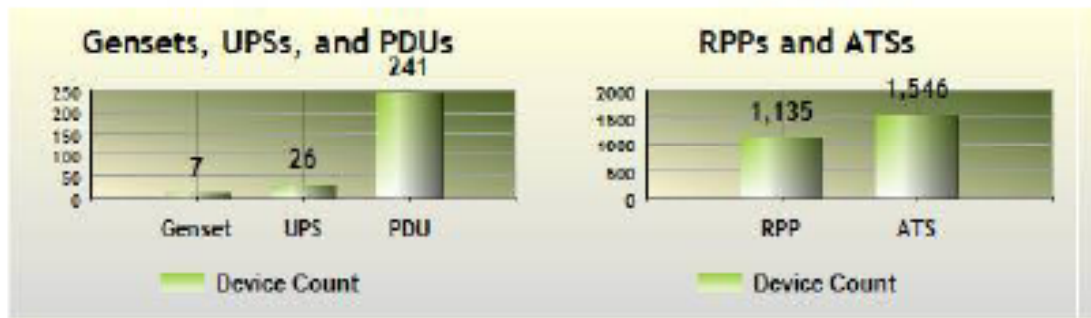 Gensets, UPSs, and PDUs
241
250
200
150
100
50
0
7
26
Genset UPS PDU
Device Count
RPPs and ATSs
2000
1500
1000
500
0
1,135
1,546
RPP ATS
Device Count